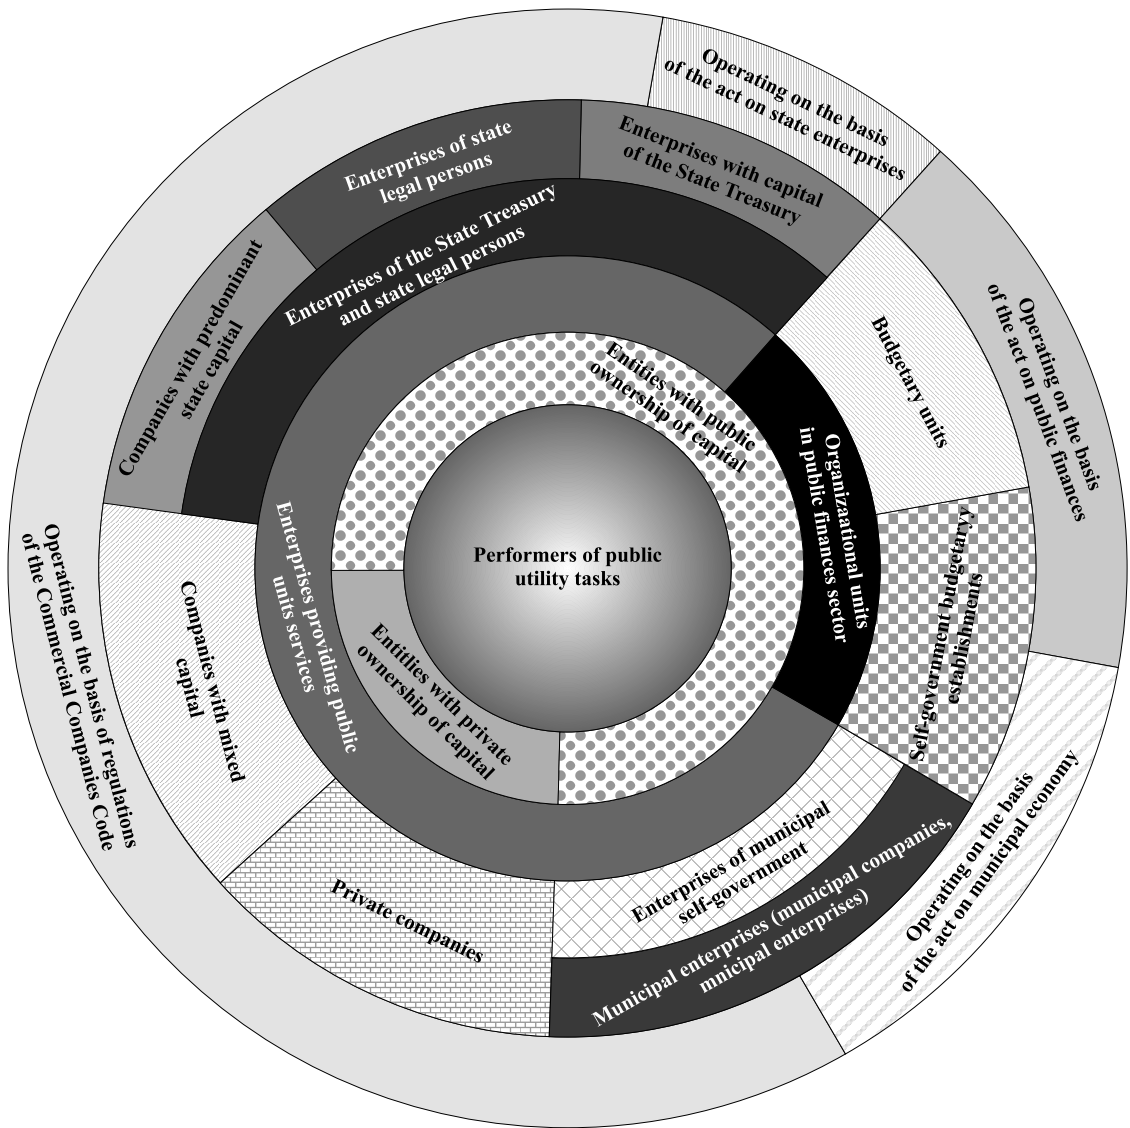 Performers of public
utility tasks
Entities with public
ownership of capital
Entitlies with private
ownership of capital
Enterprises providing public
units services
Organizaational units
in public finances sector
Enterprises of the State Treasury
and state legal persons
Enterprises of state
legal persons
Enterprises with capital
of the State Treasury
Companies with predominant
state capital
Budgetary units
Self-government budgetaryy
establishments
Enterprises of municipal
self-government
Municipal enterprises (municipal companies,
mnicipal enterprises)
Private companies
Companies with mixed
capital
Operating on the basis
of the act on state enterprises
Operating on the basis
of the act on public finances
Operating on the basis
of the act on municipal economy
Operating on the basis of regulations
of the Commercial Companies Code